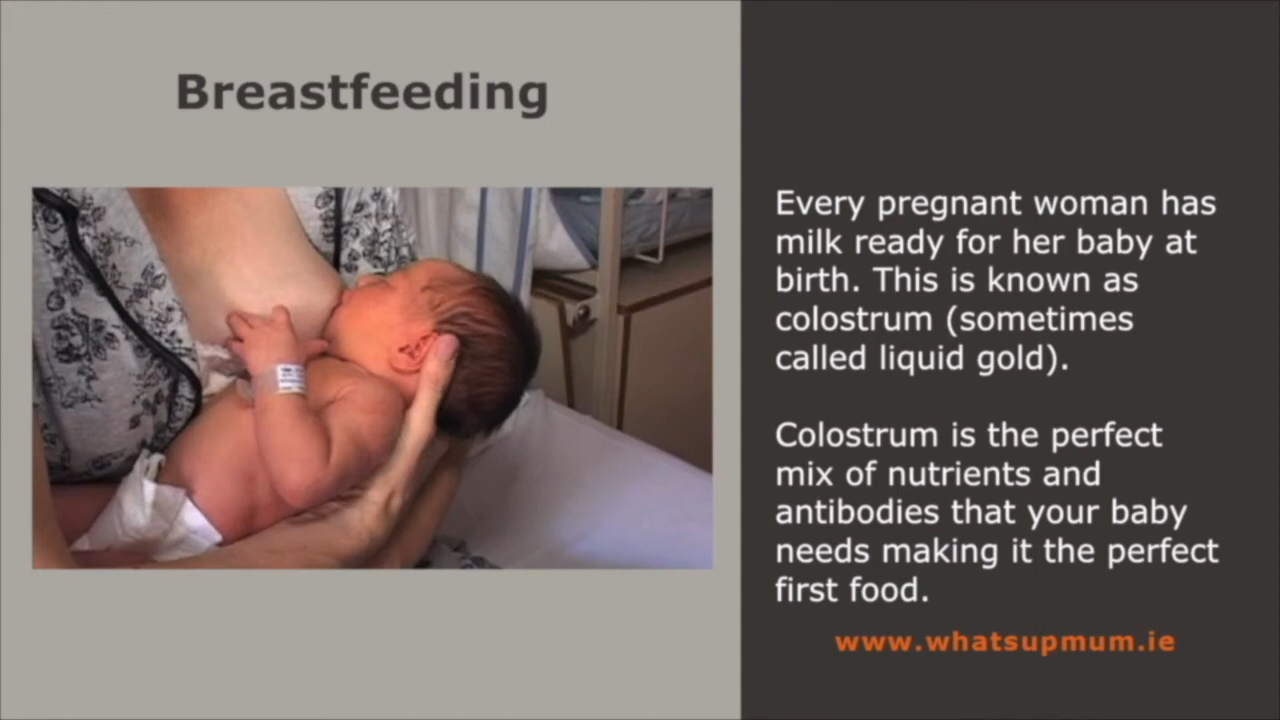 Breastfeeding
Every pregnant woman has
milk ready for her baby at
birth. This is known as
colostrum (sometimes
called liquid gold).
Colostrum is the perfect
mix of nutrients and
antibodies that your baby
needs making it the perfect
first food.
www.whatsupmum.ie